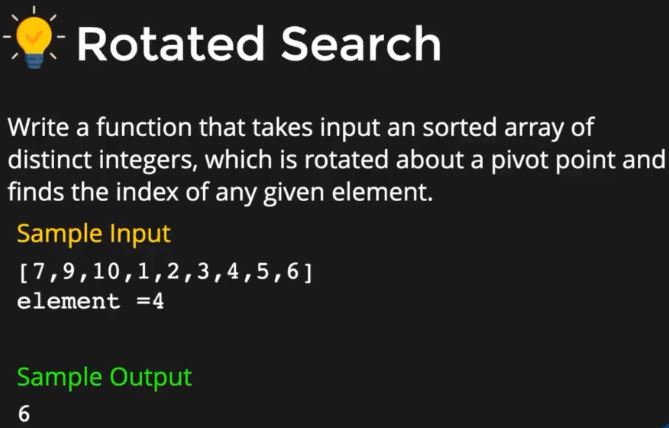 Rotated Search
Write a function that takes input an sorted array of
distinct integers, which is rotated about a pivot point and
finds the index of any given element.
Sample Input
[7,9,10,1,2,3,4,5,6]
element =4
Sample Output
6